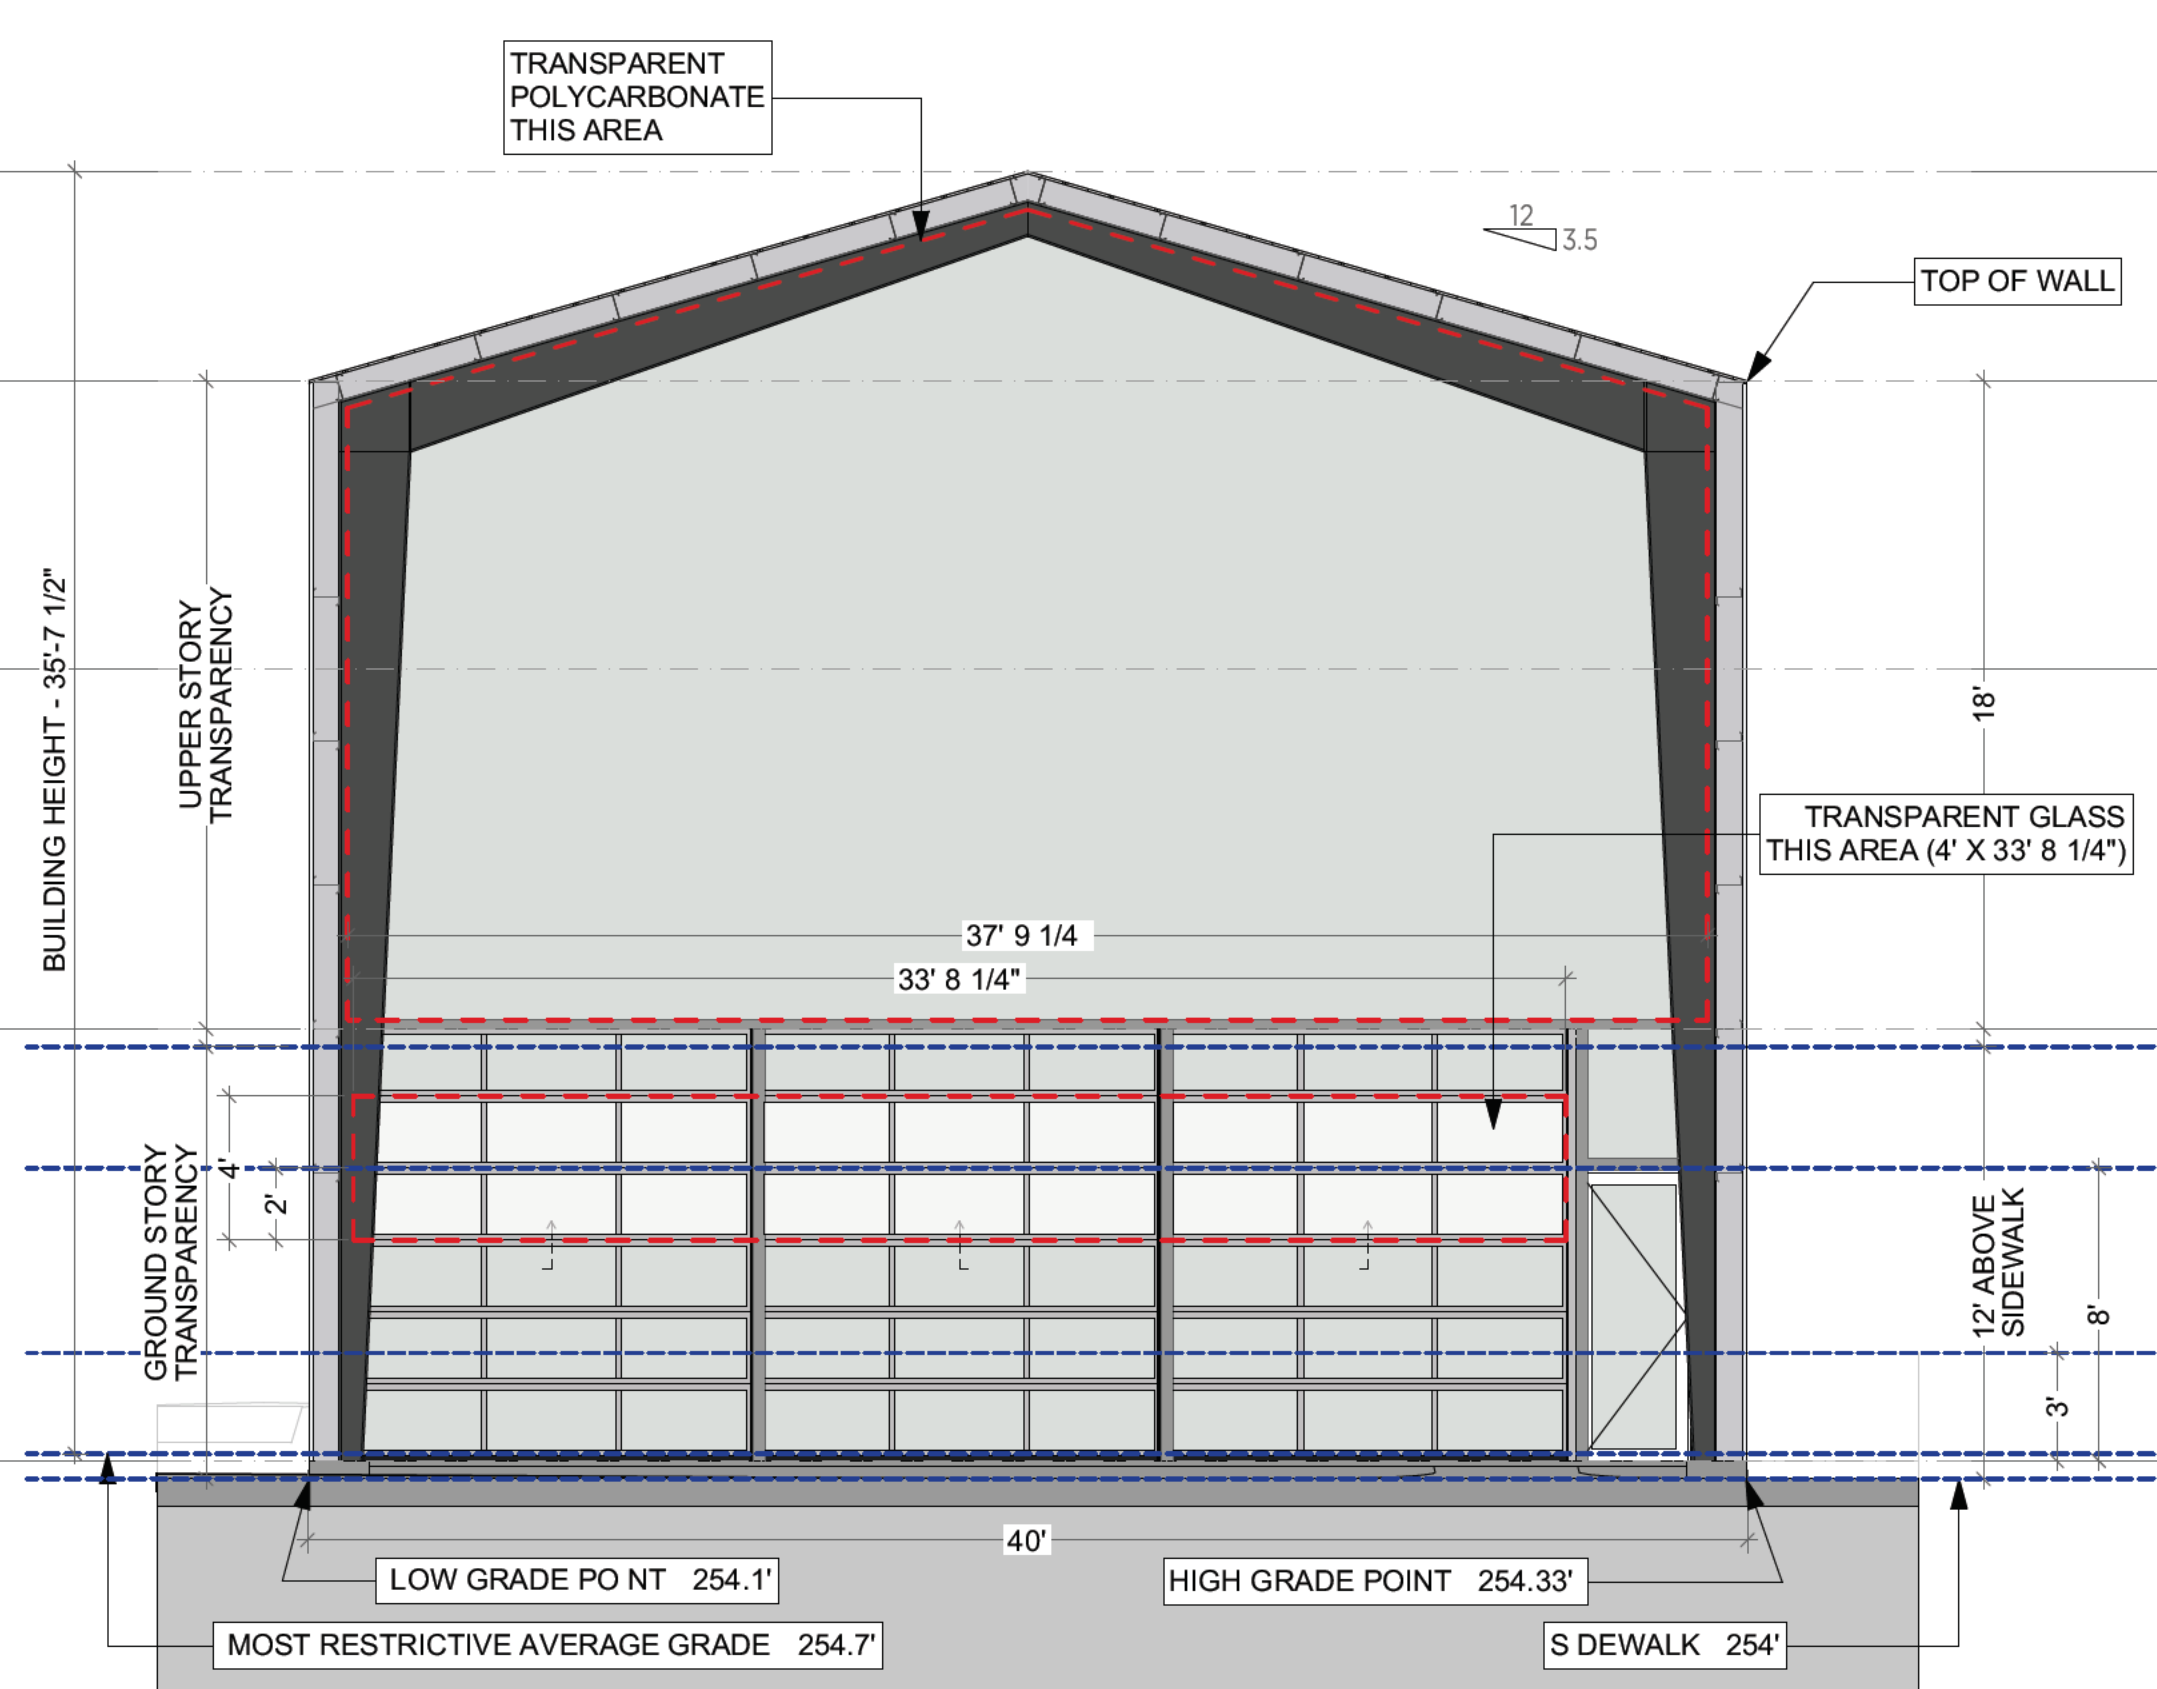 TRANSPARENT
POLYCARBONATE
THIS AREA
12
3.5
TOP OF WALL
BUILDING HEIGHT - 35'-7 1/2"
UPPER STORY
TRANSPARENCY
18'
TRANSPARENT GLASS
THIS AREA (4' X 33' 8 1/4")
37' 9 1/4
33' 8 1/4"
GROUND STORY
TRANSPARENCY
4'
2'
12' ABOVE
SIDEWALK
8'
3'
40'
LOW GRADE PO NT 254.1'
HIGH GRADE POINT 254.33'
MOST RESTRICTIVE AVERAGE GRADE 254.7'
S DEWALK 254'